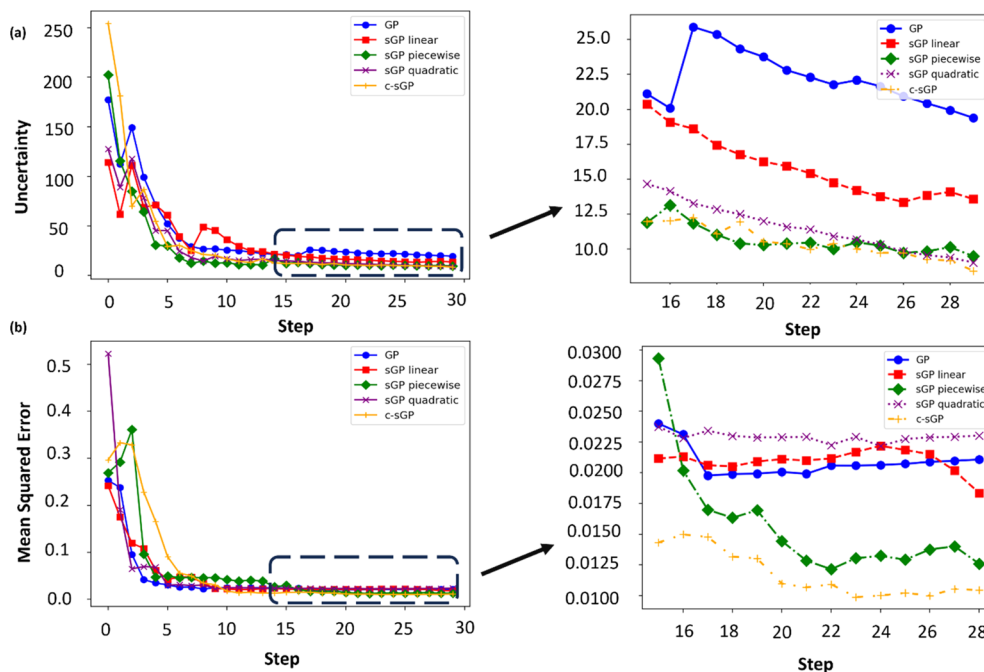 (a)
Uncertainty
250
200
150
100
50
0
0 5 10 15 20 25 30
Step
GP
sGP linear
sGP piecewise
sGP quadratic
c-sGP
25.0
22.5
20.0
17.5
15.0
12.5
10.0
16 18 20 22 24 26 28
Step
GP
sGP linear
sGP piecewise
sGP quadratic
c-sGP
(b)
Mean Squared Error
0.5
0.4
0.3
0.2
0.1
0.0
0 5 10 15 20 25 30
Step
GP
sGP linear
sGP piecewise
sGP quadratic
c-sGP
0.0300
0.0275
0.0250
0.0225
0.0200
0.0175
0.0150
0.0125
0.0100
16 18 20 22 24 26 28
Step
GP
sGP linear
sGP piecewise
sGP quadratic
c-sGP